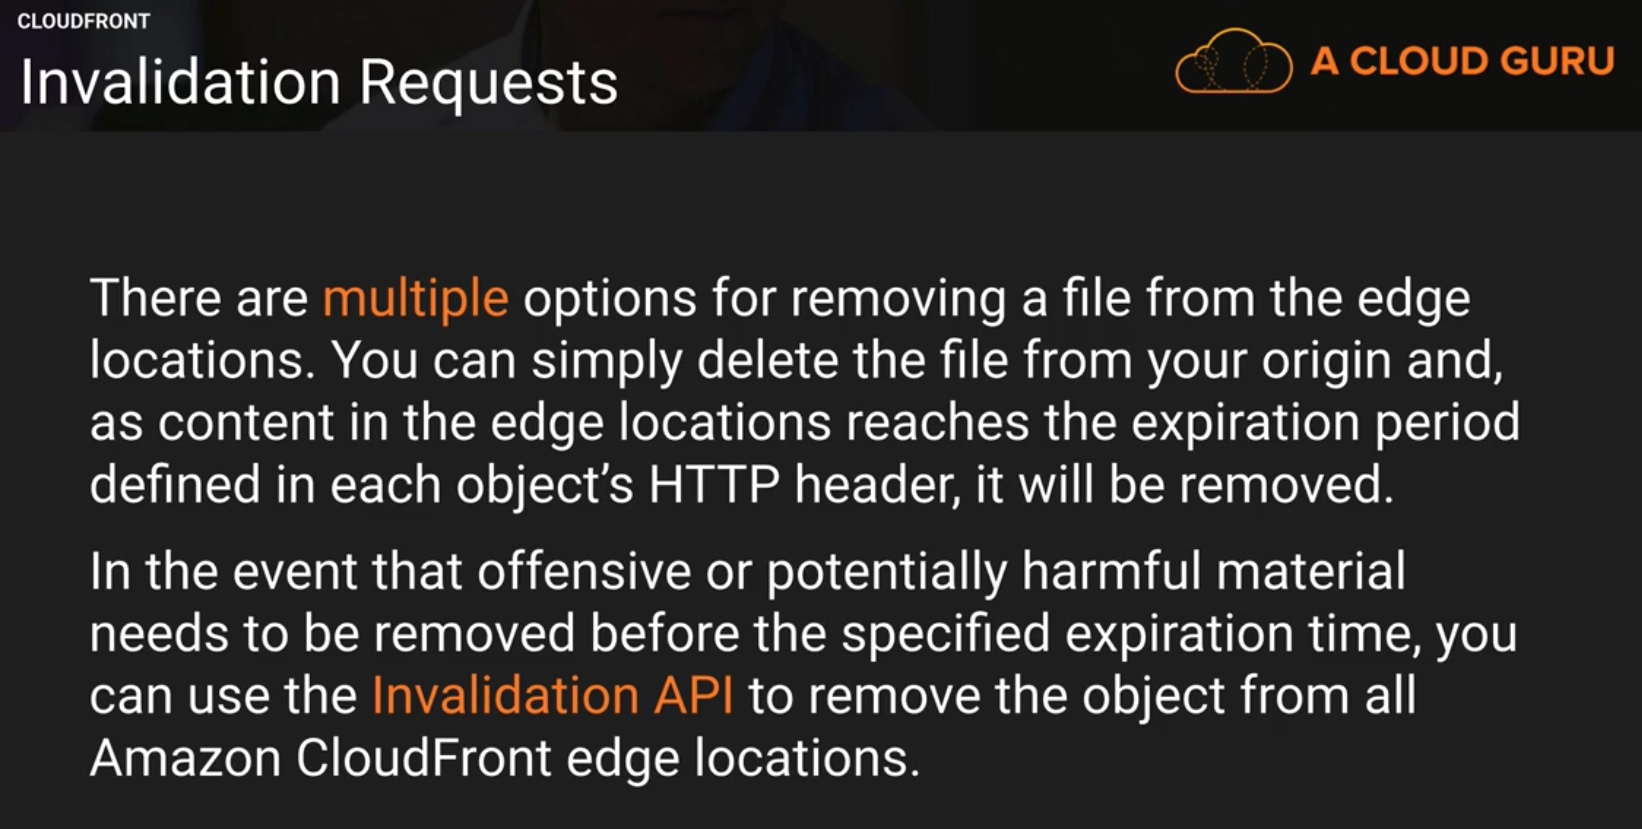 CLOUDFRONT
Invalidation Requests
A CLOUD GURU
There are multiple options for removing a file from the edge
locations. You can simply delete the file from your origin and,
as content in the edge locations reaches the expiration period
defined in each object’s HTTP header, it will be removed.
In the event that offensive or potentially harmful material
needs to be removed before the specified expiration time, you
can use the Invalidation API to remove the object from all
Amazon CloudFront edge locations.